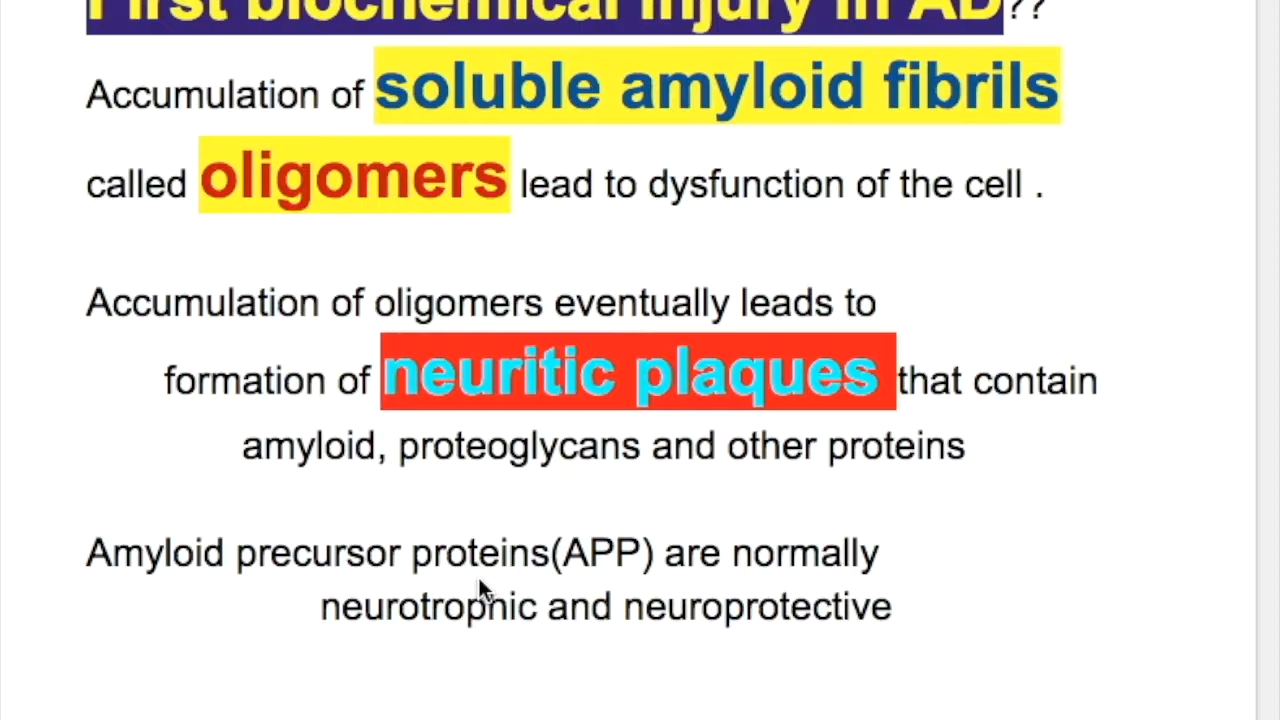 First biochemical injury in AD??
Accumulation of soluble amyloid fibrils
called oligomers lead to dysfunction of the cell .
Accumulation of oligomers eventually leads to
formation of neuritic plaques that contain
amyloid, proteoglycans and other proteins
Amyloid precursor proteins(APP) are normally
neurotrophic and neuroprotective